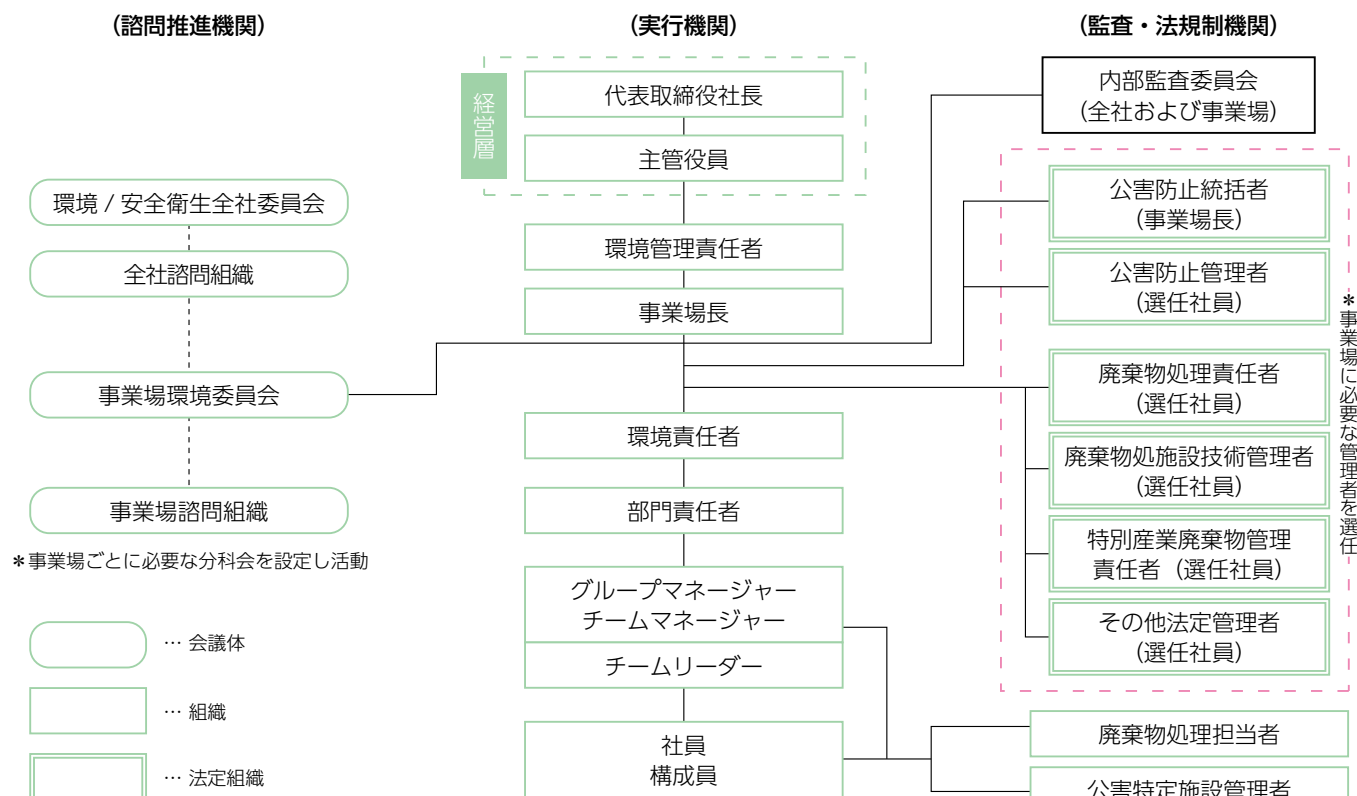 （諮問推進機関）
環境 / 安全衛生全社委員会
全社諮問組織
事業場環境委員会
事業場諮問組織
＊事業場ごとに必要な分科会を設定し活動
… 会議体
… 組織
… 法定組織
（実行機関）
経営層
代表取締役社長
主管役員
環境管理責任者
事業場長
環境責任者
部門責任者
グループマネージャー
チームマネージャー
チームリーダー
社員
構成員
（監査・法規制機関）
内部監査委員会
（全社および事業場）
公害防止統括者
（事業場長）
公害防止管理者
（選任社員）
廃棄物処理責任者
（選任社員）
廃棄物処施設技術管理者
（選任社員）
特別産業廃棄物管理
責任者（選任社員）
その他法定管理者
（選任社員）
＊事業場に必要な管理者を選任
廃棄物処理担当者
公害特定施設管理者